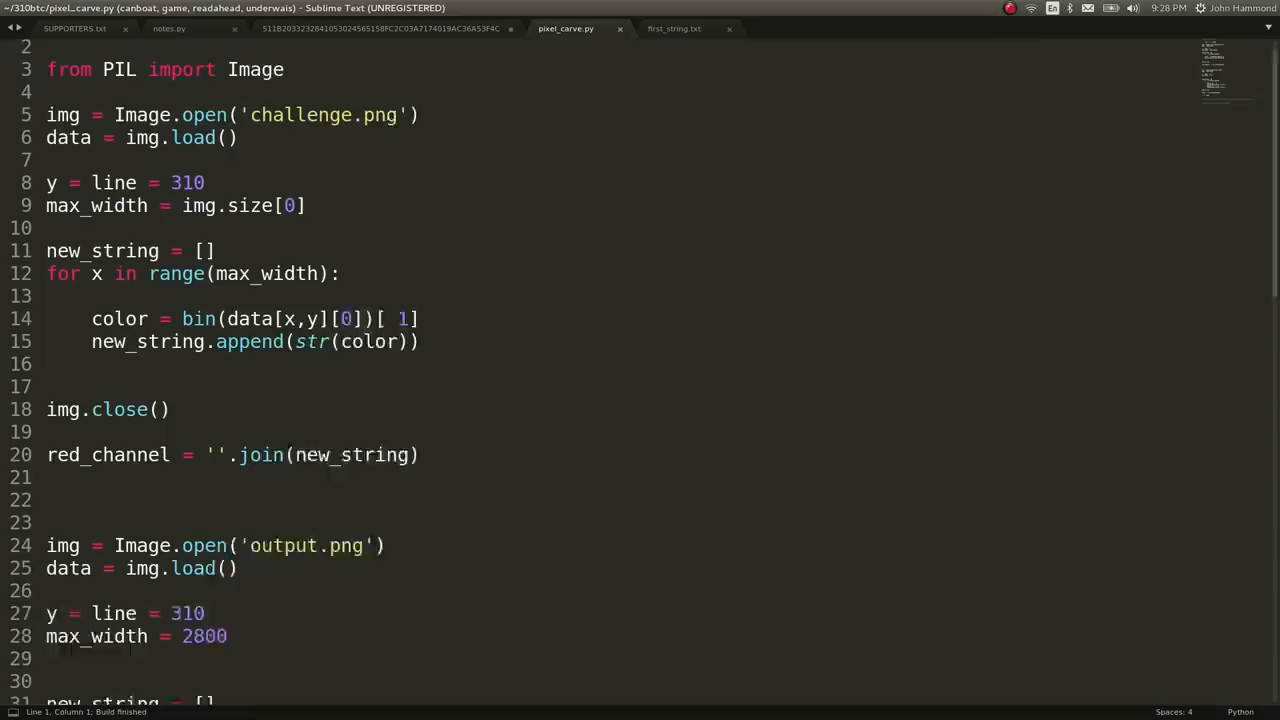 ~/310btc/pixel_carve.py (canboat, game, readahead, underwais) - Sublime Text (UNREGISTERED)
En
9:28 PM
John Hammond
SUPPORTERS.txt
notes.py
pixel_carve.py
first_string.txt
2
3 from PIL import Image
4
5 img = Image.open('challenge.png')
6 data = img.load()
7
8 y = line = 310
9 max_width = img.size[0]
10
11 new_string = []
12 for x in range(max_width):
13
14 color = bin(data[x,y][0])[ 1]
15 new_string.append(str(color))
16
17
18 img.close()
19
20 red_channel = ''.join(new_string)
21
22
23
24 img = Image.open('output.png')
25 data = img.load()
26
27 y = line = 310
28 max_width = 2800
29
30
31 new_string = []
Line 1, Column 1; Build finished
Spaces: 4
Python